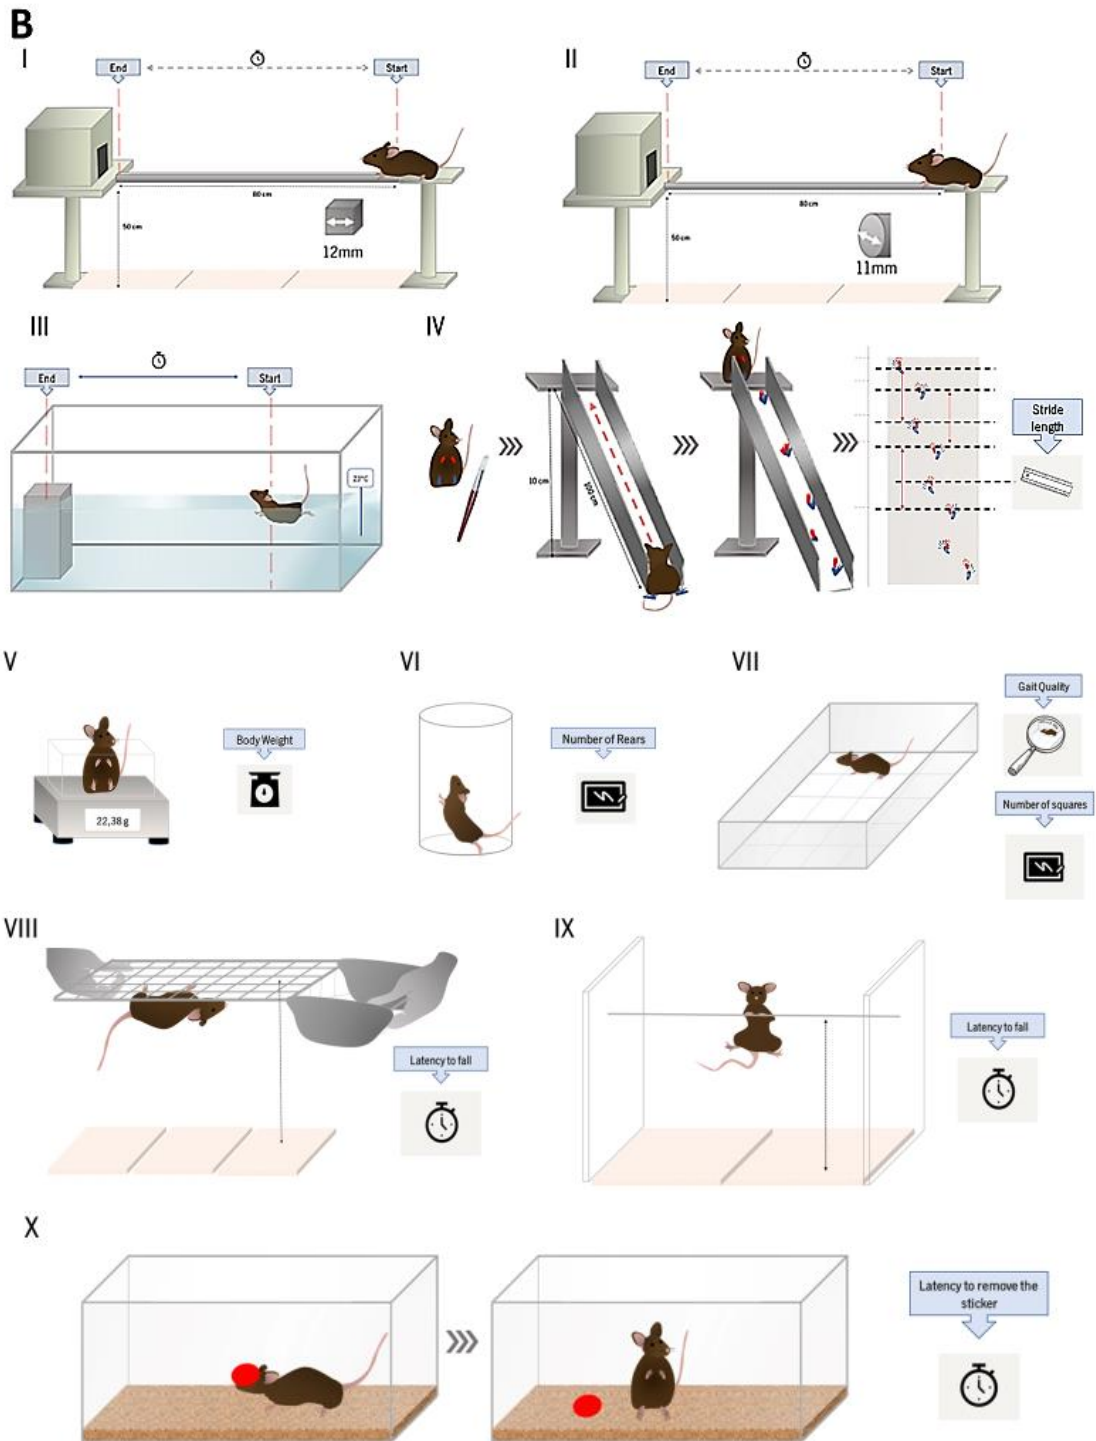 B
I
End
Start
80 cm
50 cm
12mm
II
End
Start
80 cm
50 cm
11mm
III
End
Start
23°C
IV
10 cm
100 cm
Stride
length
V
22,38 g
Body Weight
VI
Number of Rears
VII
Gait Quality
Number of squares
VIII
Latency to fall
IX
Latency to fall
X
Latency to remove the
sticker